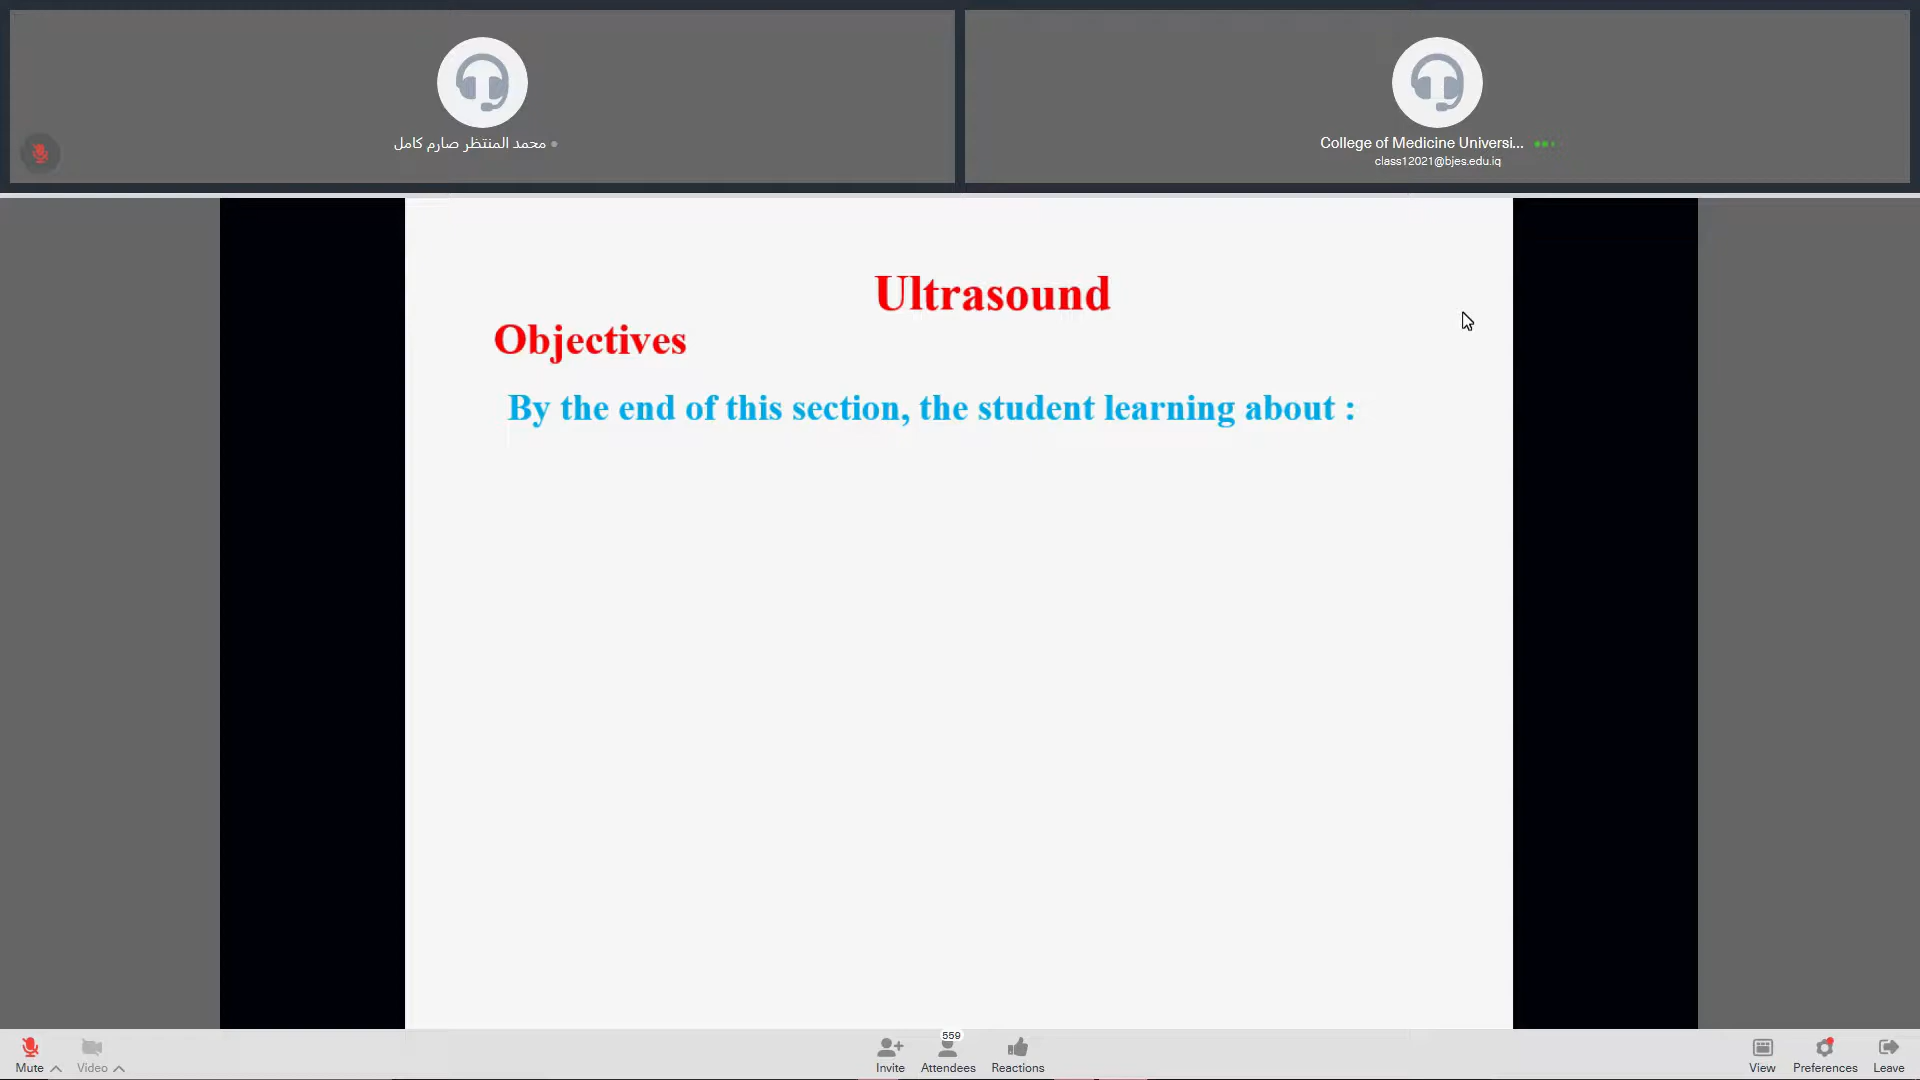 محمد المنتظر صارم كامل
College of Medicine Universi...
class12021@bjes.edu.iq
Ultrasound
Objectives
By the end of this section, the student learning about :
559
Mute
Video
Invite
Attendees
Reactions
View
Preferences
Leave